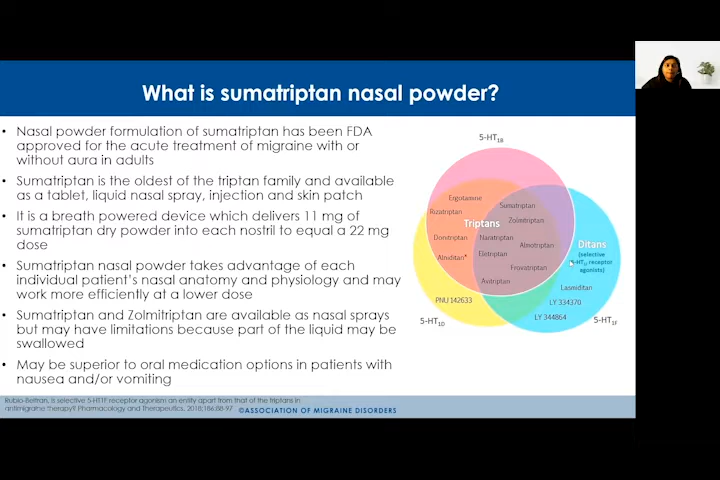 What is sumatriptan nasal powder?
• Nasal powder formulation of sumatriptan has been FDA
approved for the acute treatment of migraine with or
without aura in adults
• Sumatriptan is the oldest of the triptan family and available
as a tablet, liquid nasal spray, injection and skin patch
• It is a breath powered device which delivers 11 mg of
sumatriptan dry powder into each nostril to equal a 22 mg
dose
• Sumatriptan nasal powder takes advantage of each
individual patient's nasal anatomy and physiology and may
work more efficiently at a lower dose
• Sumatriptan and Zolmitriptan are available as nasal sprays
but may have limitations because part of the liquid may be
swallowed
• May be superior to oral medication options in patients with
nausea and/or vomiting
5-HT1B
Ergotamine
Rizatriptan
Sumatriptan
Zolmitriptan
Triptans
Donitriptan
Naratriptan
Almotriptan
Alniditan*
Eletriptan
Frovatriptan
Avitriptan
Ditans
(selective
5-HT1F receptor
agonists)
Lasmiditan
PNU 142633
LY 334370
LY 344864
5-HT1D
5-HT1F
Rubio-Beltran, Is selective 5-HT1F receptor agonism an entity apart from that of the triptans in
antimigraine therapy? Pharmacology and Therapeutics, 2018;186:88-97
©ASSOCIATION OF MIGRAINE DISORDERS